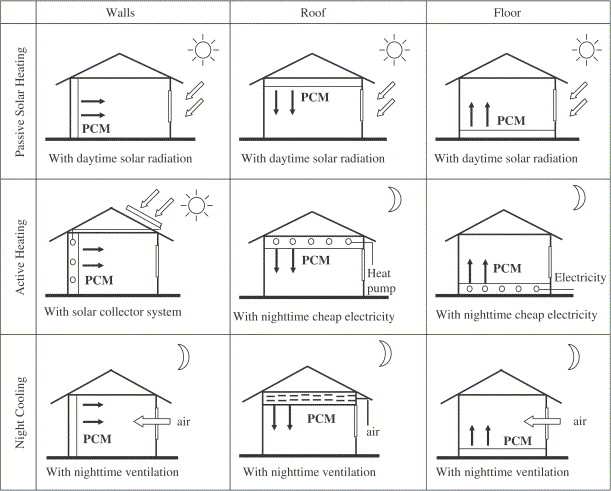 Walls
Roof
Floor
Passive Solar Heating
PCM
With daytime solar radiation
PCM
With daytime solar radiation
PCM
With daytime solar radiation
Active Heating
PCM
With solar collector system
PCM
Heat
pump
With nighttime cheap electricity
PCM
Electricity
With nighttime cheap electricity
Night Cooling
PCM
air
With nighttime ventilation
PCM
air
With nighttime ventilation
PCM
air
With nighttime ventilation